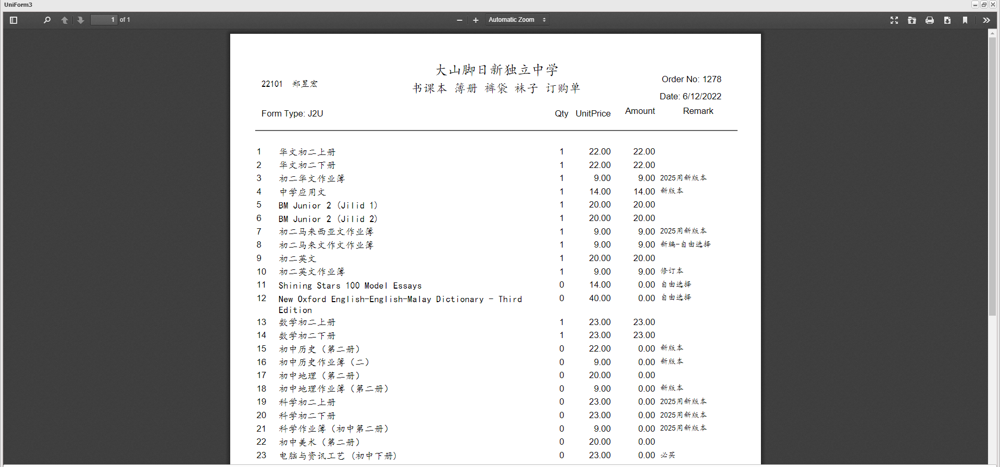 UniForm3
1 of 1
Automatic Zoom
大山脚日新独立中学
22101 郑昱宏
书课本 簿册 裤袋 袜子 订购单
Order No: 1278
Date: 6/12/2022
Form Type: J2U Qty UnitPrice Amount Remark
1 华文初二上册 1 22.00 22.00
2 华文初二下册 1 22.00 22.00
3 初二华文作业簿 1 9.00 9.00 2025用新版本
4 中学应用文 1 14.00 14.00 新版本
5 BM Junior 2 (Jilid 1) 1 20.00 20.00
6 BM Junior 2 (Jilid 2) 1 20.00 20.00
7 初二马来西亚文作业簿 1 9.00 9.00 2025用新版本
8 初二马来文作文作业簿 1 9.00 9.00 新编-自由选择
9 初二英文 1 20.00 20.00
10 初二英文作业簿 1 9.00 9.00 修订本
11 Shining Stars 100 Model Essays 0 14.00 0.00 自由选择
12 New Oxford English-English-Malay Dictionary - Third 0 40.00 0.00 自由选择
Edition
13 数学初二上册 1 23.00 23.00
14 数学初二下册 1 23.00 23.00
15 初中历史（第二册） 0 22.00 0.00 新版本
16 初中历史作业簿（二） 0 9.00 0.00 新版本
17 初中地理（第二册） 0 20.00 0.00
18 初中地理作业簿（第二册） 0 9.00 0.00 新版本
19 科学初二上册 0 23.00 0.00 2025用新版本
20 科学初二下册 0 23.00 0.00 2025用新版本
21 科学作业簿（初中第二册） 0 9.00 0.00 2025用新版本
22 初中美术（第二册） 0 20.00 0.00
23 电脑与资讯工艺 (初中下册) 0 23.00 0.00 必买